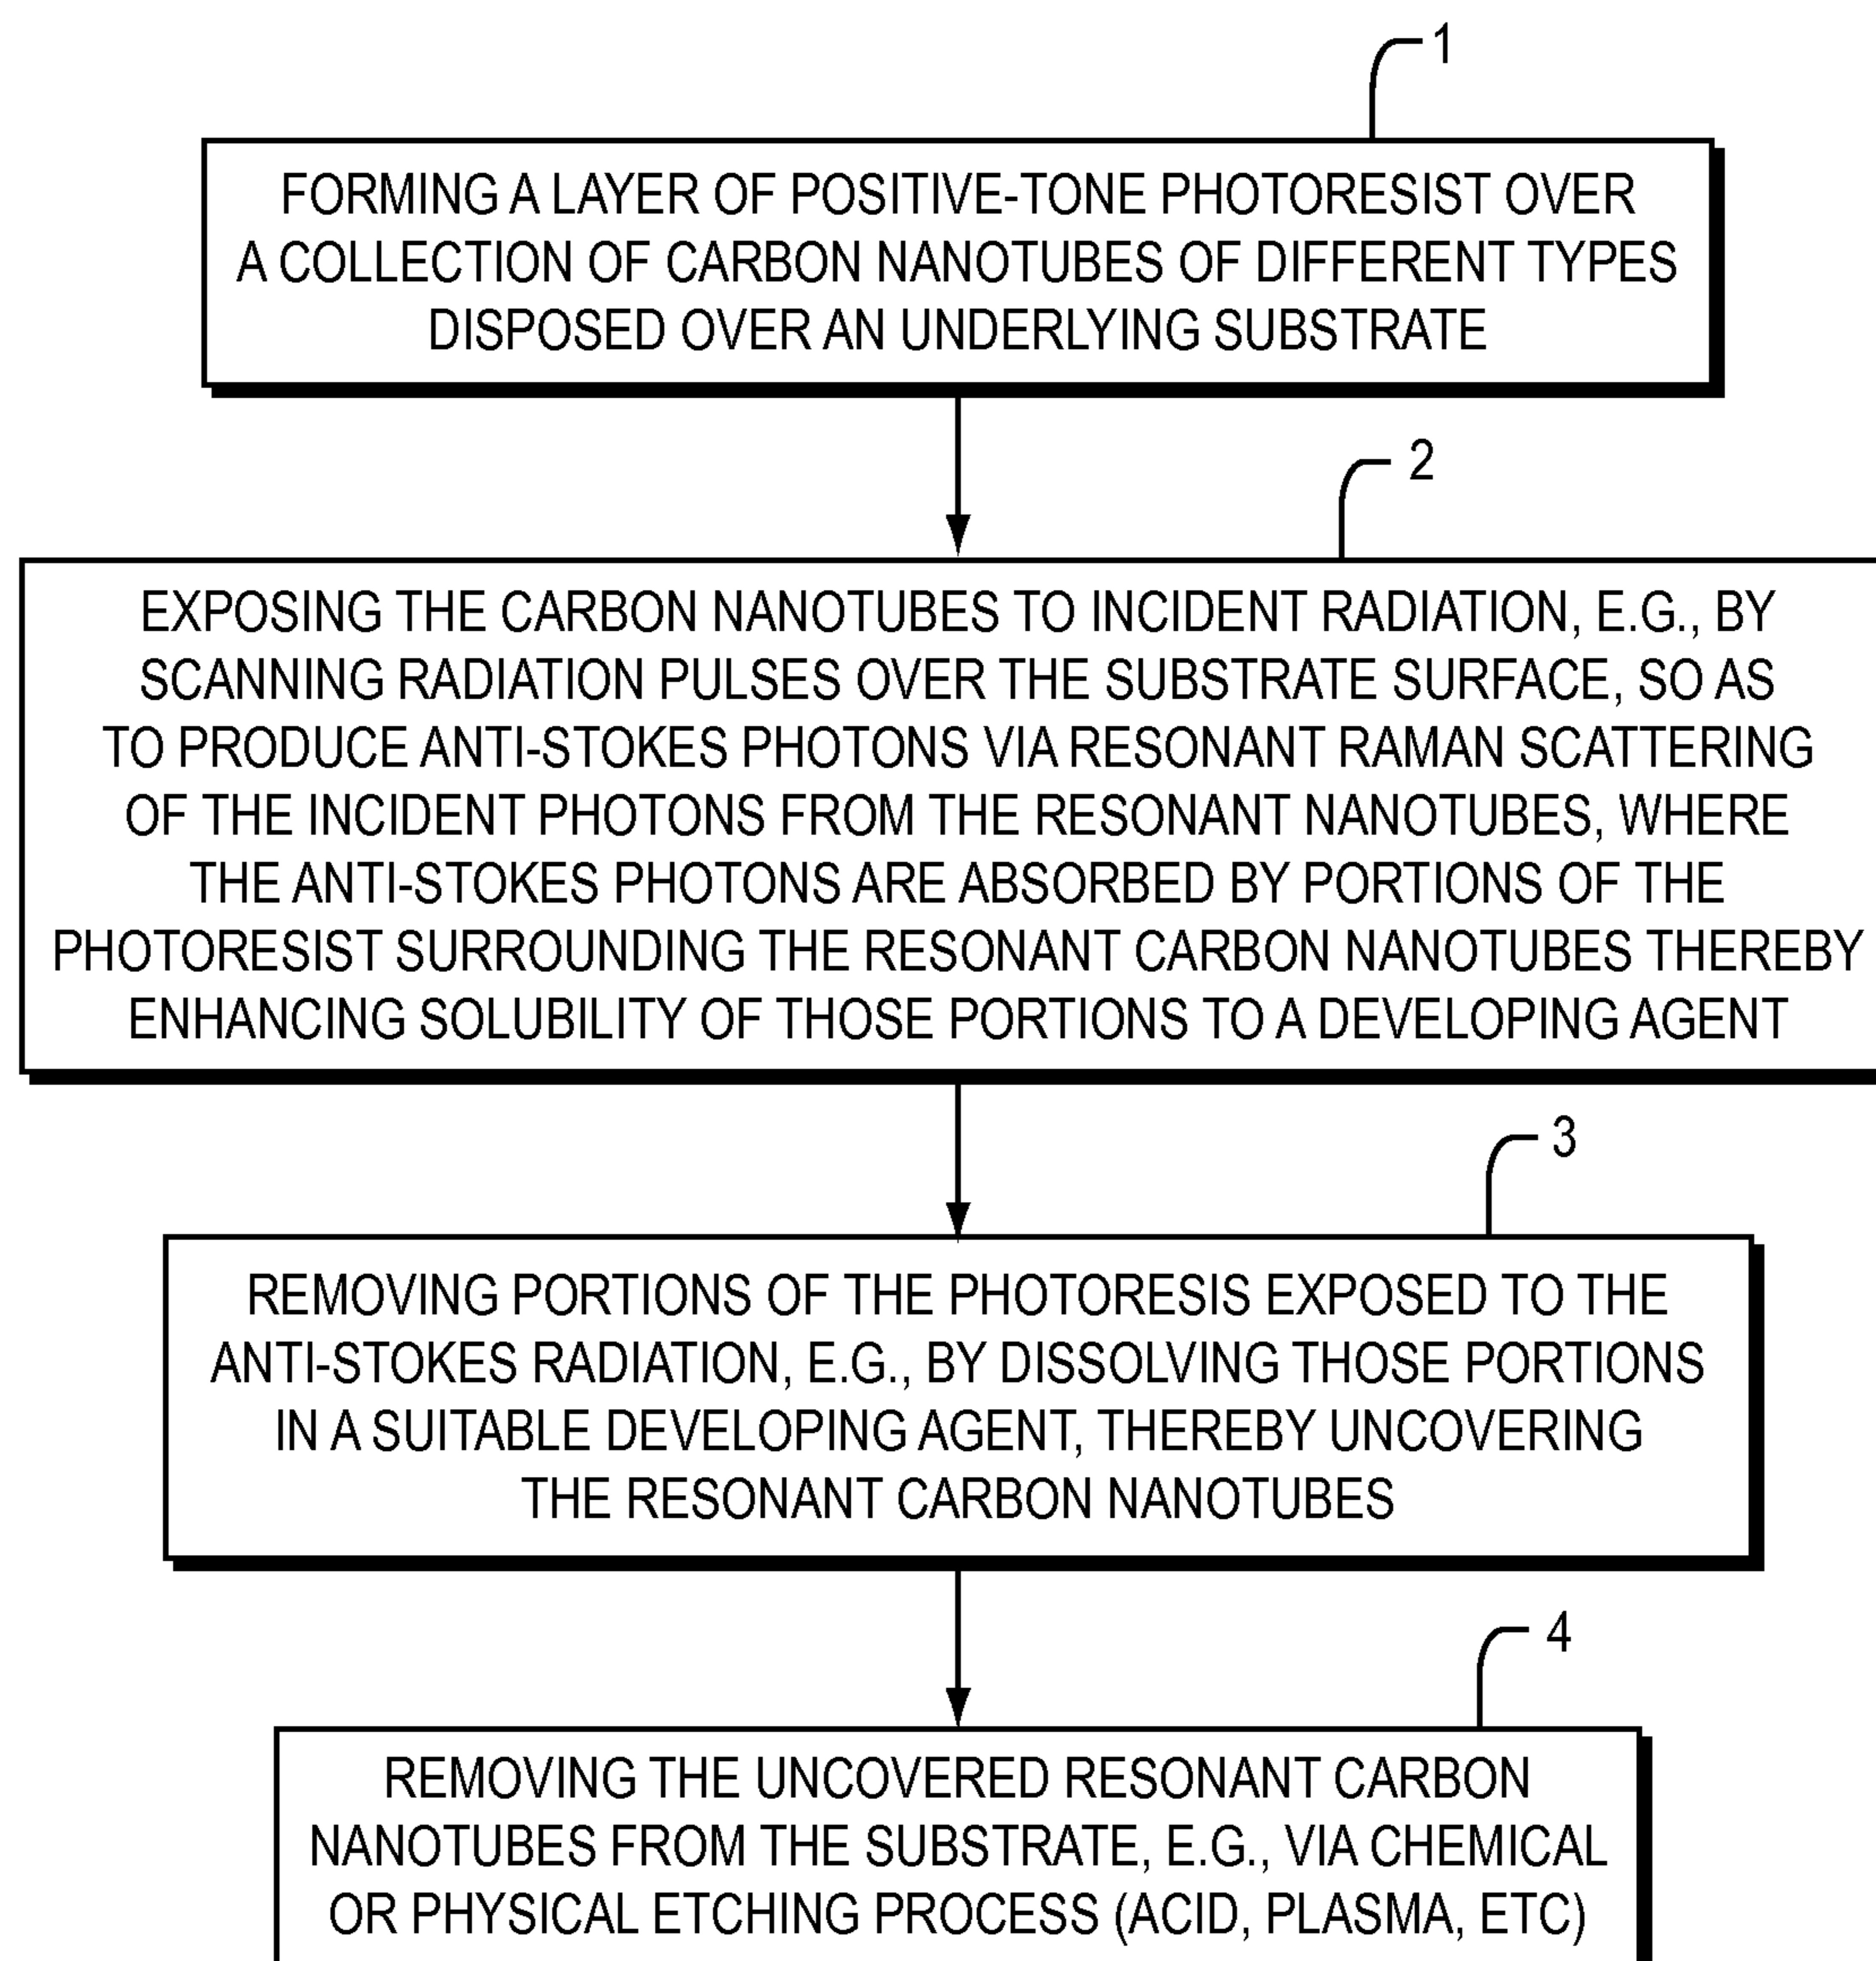 1
FORMING A LAYER OF POSITIVE-TONE PHOTORESIST OVER
A COLLECTION OF CARBON NANOTUBES OF DIFFERENT TYPES
DISPOSED OVER AN UNDERLYING SUBSTRATE
2
EXPOSING THE CARBON NANOTUBES TO INCIDENT RADIATION, E.G., BY
SCANNING RADIATION PULSES OVER THE SUBSTRATE SURFACE, SO AS
TO PRODUCE ANTI-STOKES PHOTONS VIA RESONANT RAMAN SCATTERING
OF THE INCIDENT PHOTONS FROM THE RESONANT NANOTUBES, WHERE
THE ANTI-STOKES PHOTONS ARE ABSORBED BY PORTIONS OF THE
PHOTORESIST SURROUNDING THE RESONANT CARBON NANOTUBES THEREBY
ENHANCING SOLUBILITY OF THOSE PORTIONS TO A DEVELOPING AGENT
3
REMOVING PORTIONS OF THE PHOTORESIS EXPOSED TO THE
ANTI-STOKES RADIATION, E.G., BY DISSOLVING THOSE PORTIONS
IN A SUITABLE DEVELOPING AGENT, THEREBY UNCOVERING
THE RESONANT CARBON NANOTUBES
4
REMOVING THE UNCOVERED RESONANT CARBON
NANOTUBES FROM THE SUBSTRATE, E.G., VIA CHEMICAL
OR PHYSICAL ETCHING PROCESS (ACID, PLASMA, ETC)